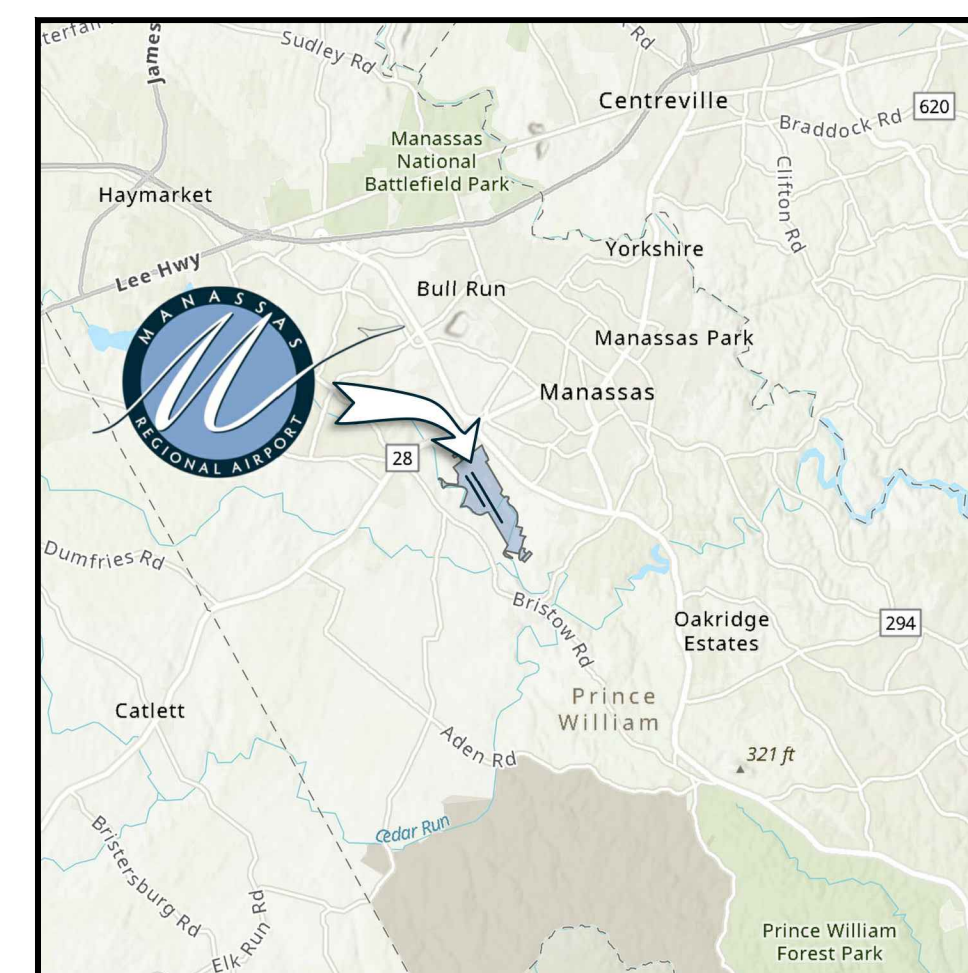 terfall
James
Sudley Rd
Rd
Centreville
620
Braddock Rd
Manassas
National
Battlefield Park
Clifton Rd
Haymarket
Yorkshire
Lee Hwy
Bull Run
MANASSAS
M
REGIONAL AIRPORT
Manassas Park
Manassas
28
Dumfries Rd
Bristow Rd
Oakridge
Estates
294
Prince
William
Catlett
Aden Rd
321 ft
Cedar Run
Bristersburg Rd
Elk Run Rd
Prince William
Forest Park